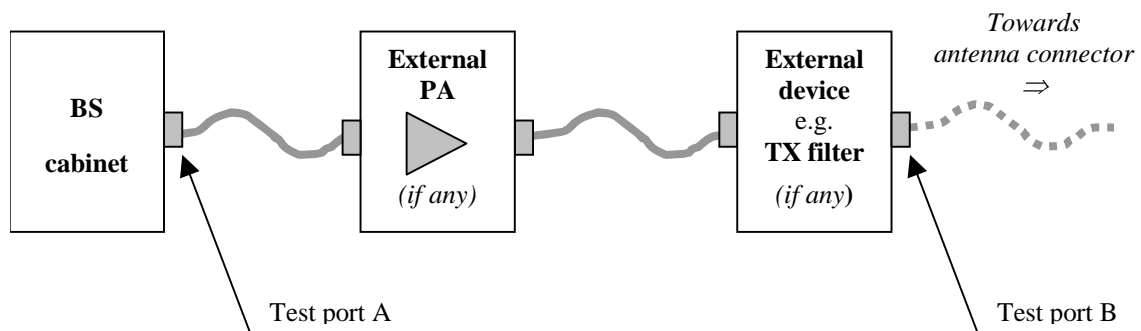 BS
cabinet
External
PA
(if any)
External
device
e.g.
TX filter
(if any)
Towards
antenna connector
⇒
Test port A
Test port B